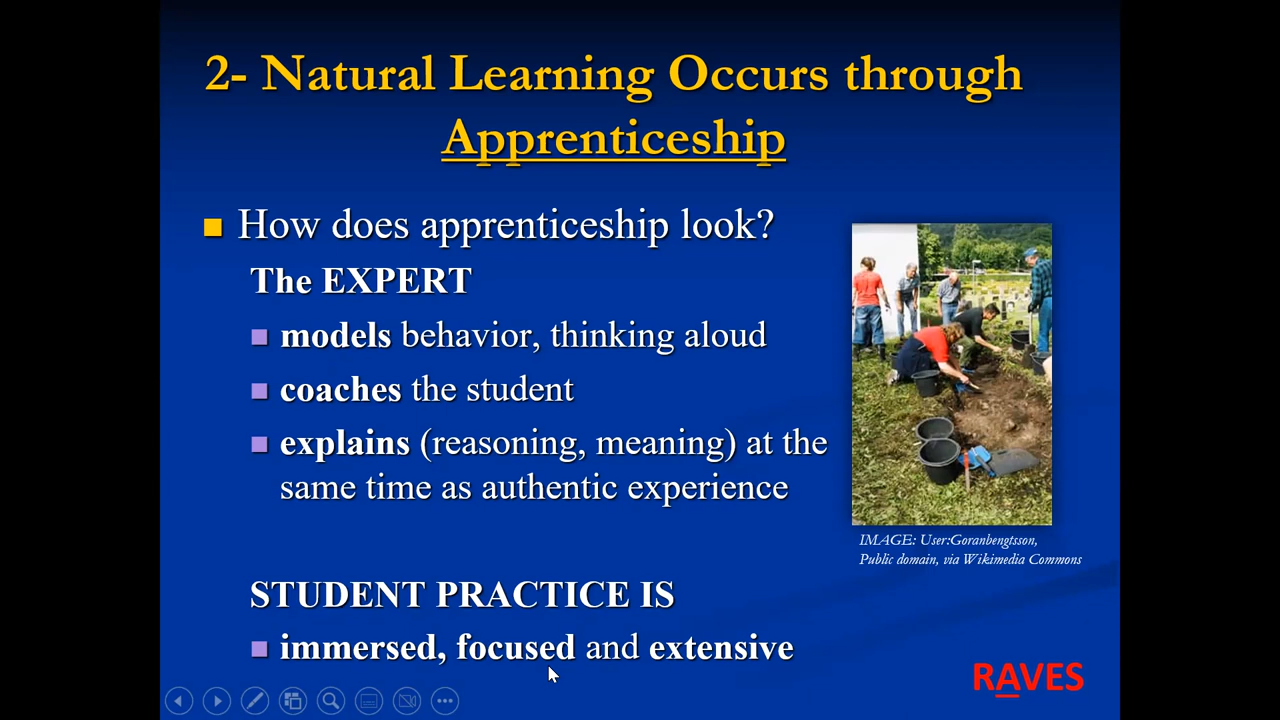 2- Natural Learning Occurs through
Apprenticeship
How does apprenticeship look?
The EXPERT
models behavior, thinking aloud
coaches the student
explains (reasoning, meaning) at the
same time as authentic experience
IMAGE: User:Goranbengtsson,
Public domain, via Wikimedia Commons
STUDENT PRACTICE IS
immersed, focused and extensive
RAVES